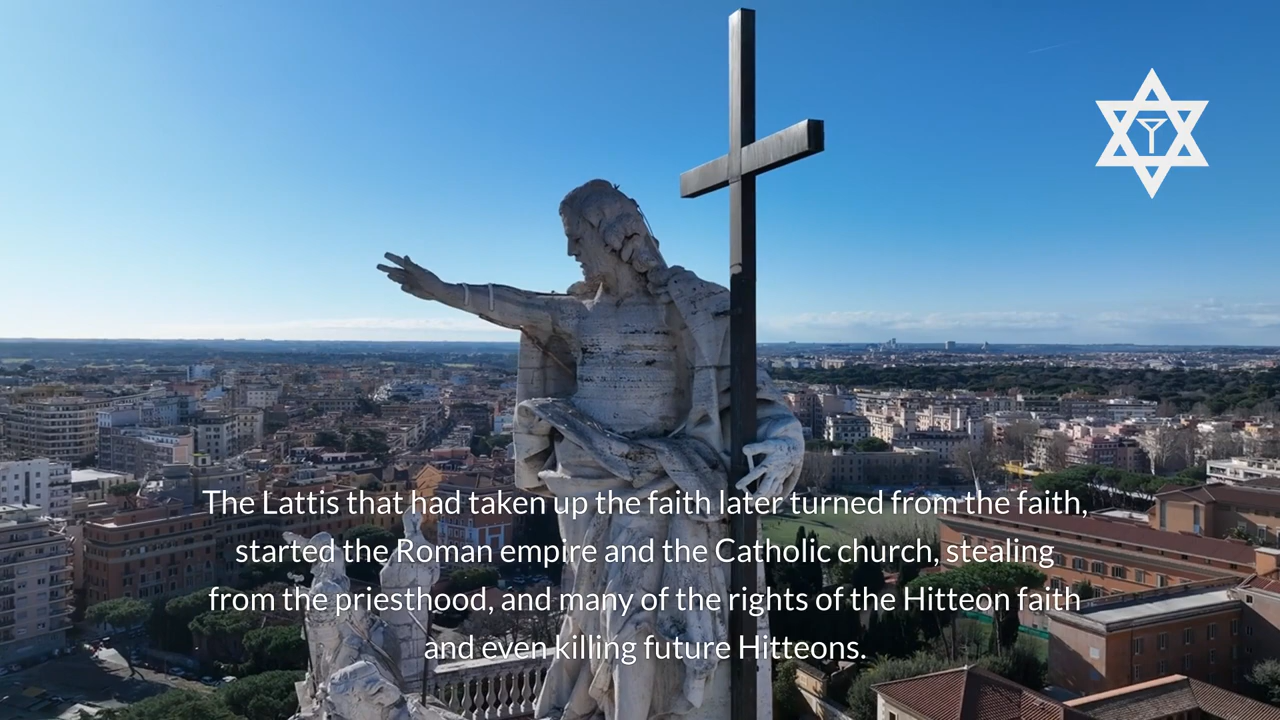 The Lattis that had taken up the faith later turned from the faith,
started the Roman empire and the Catholic church, stealing
from the priesthood, and many of the rights of the Hitteon faith
and even killing future Hitteons.